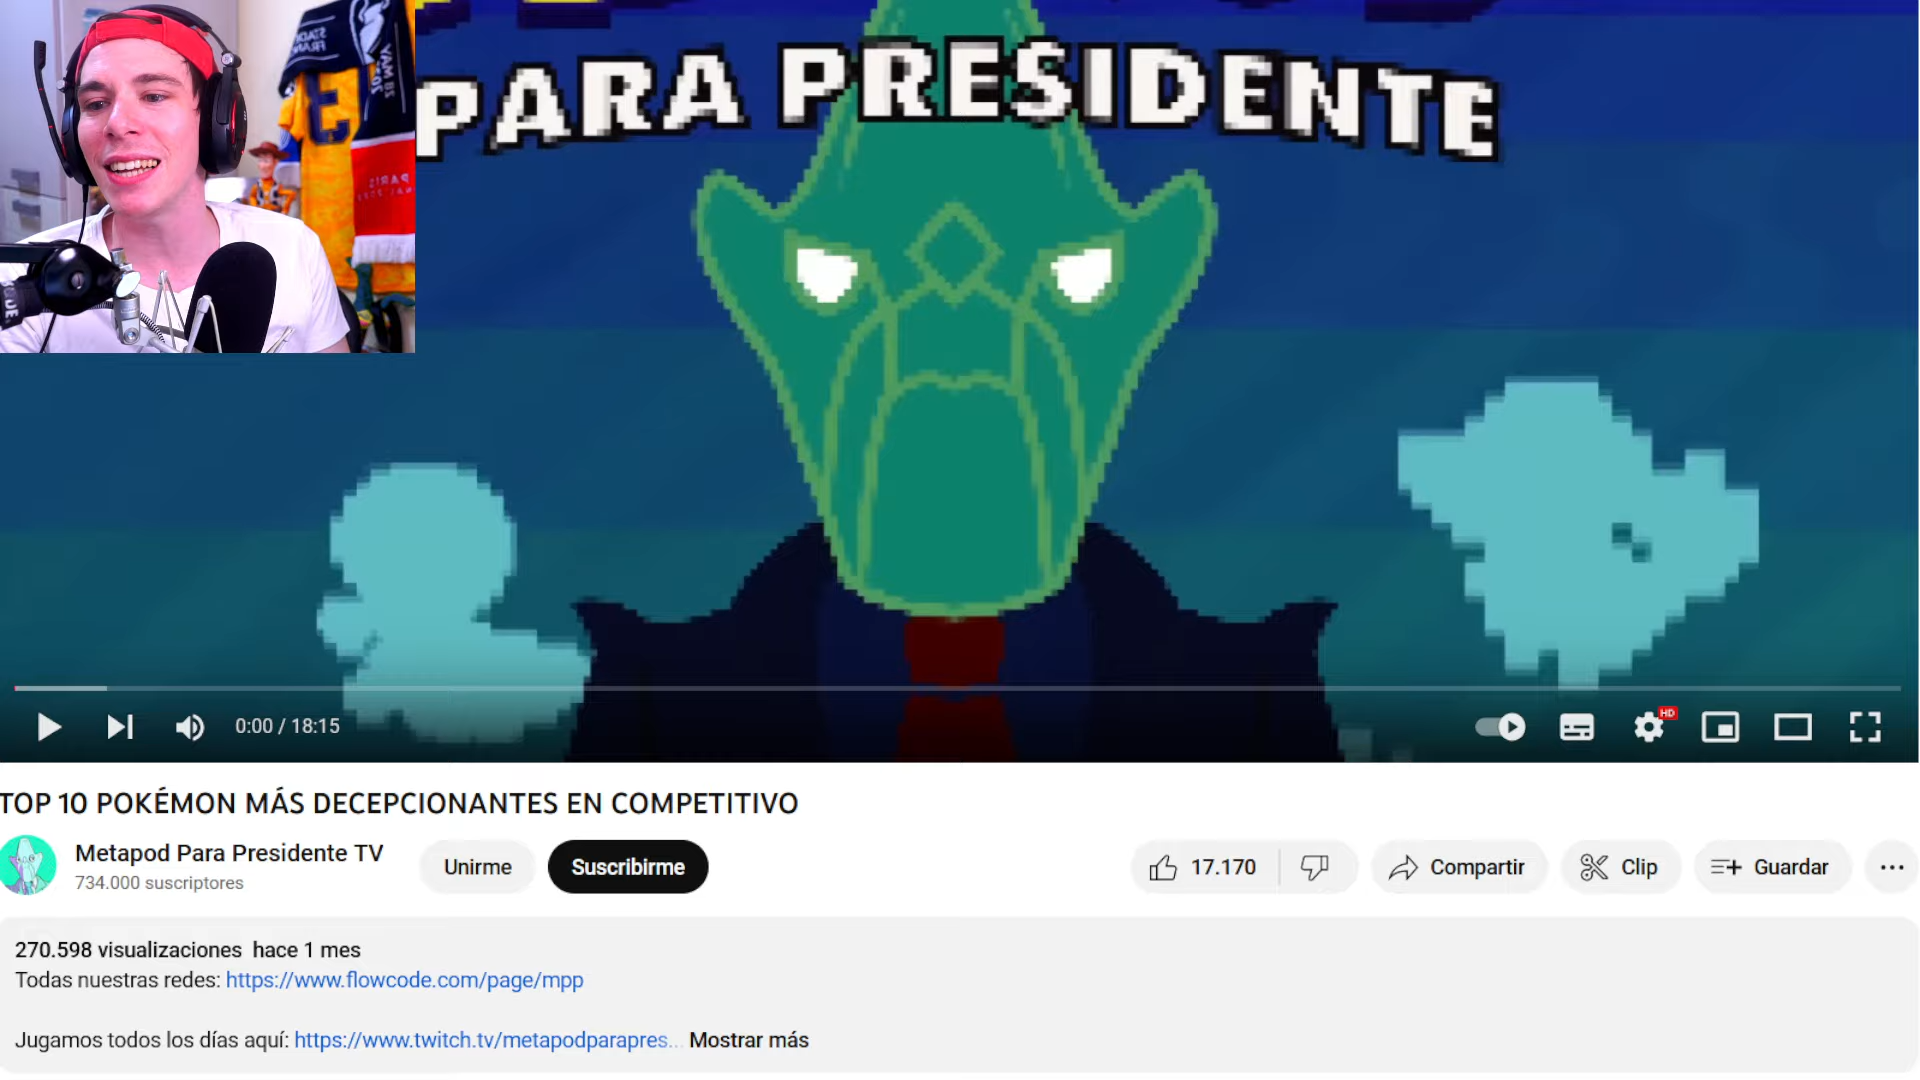 PARA PRESIDENTE
0:00 / 18:15
HD
TOP 10 POKÉMON MÁS DECEPCIONANTES EN COMPETITIVO
Metapod Para Presidente TV
734.000 suscriptores
Unirme
Suscribirme
17.170
Compartir
Clip
Guardar
270.598 visualizaciones hace 1 mes
Todas nuestras redes: https://www.flowcode.com/page/mpp
Jugamos todos los días aquí: https://www.twitch.tv/metapodparapres... Mostrar más